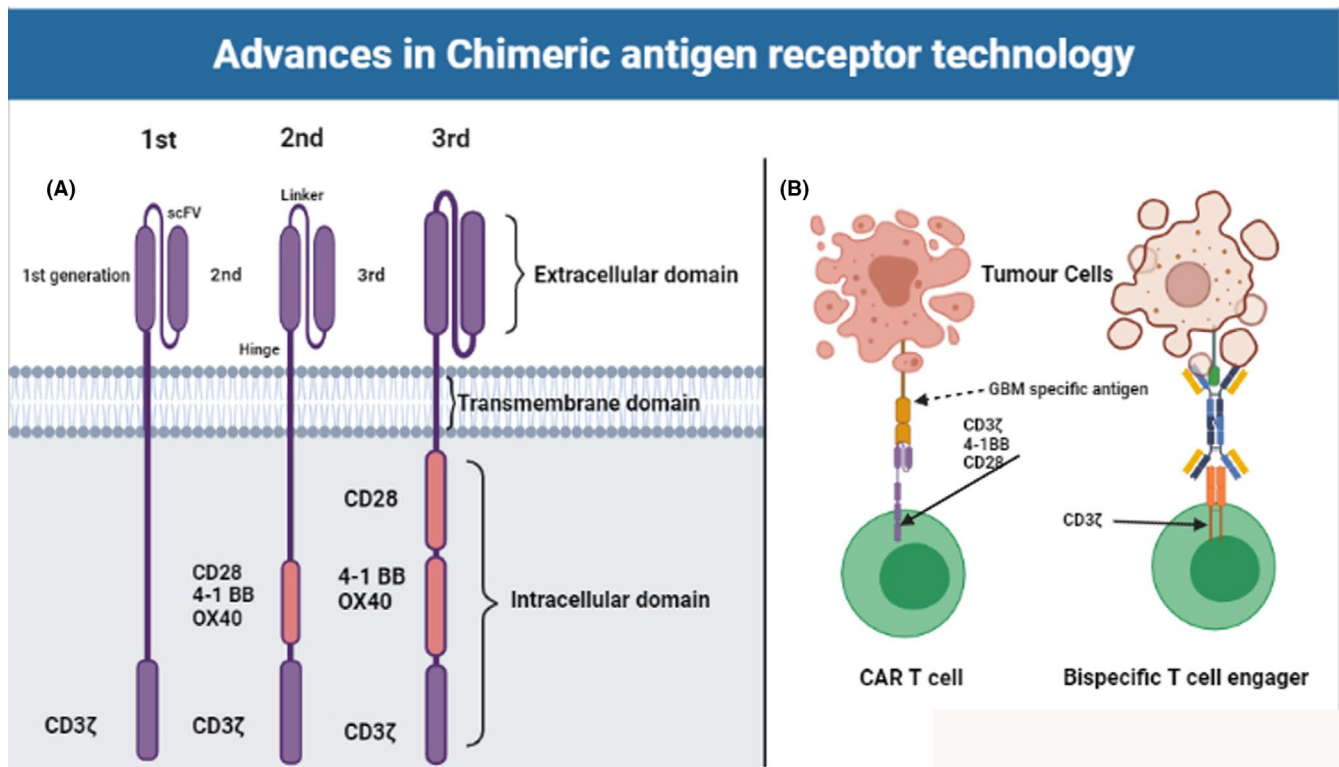 Advances in Chimeric antigen receptor technology
1st
2nd
3rd
(A)
scFV
Linker
1st generation
2nd
3rd
Extracellular domain
Hinge
Transmembrane domain
CD28
CD28
4-1 BB
OX40
4-1 BB
OX40
Intracellular domain
CD3ζ
CD3ζ
CD3ζ
(B)
Tumour Cells
GBM specific antigen
CD3ζ
4-1BB
CD28
CD3ζ
CAR T cell
Bispecific T cell engager